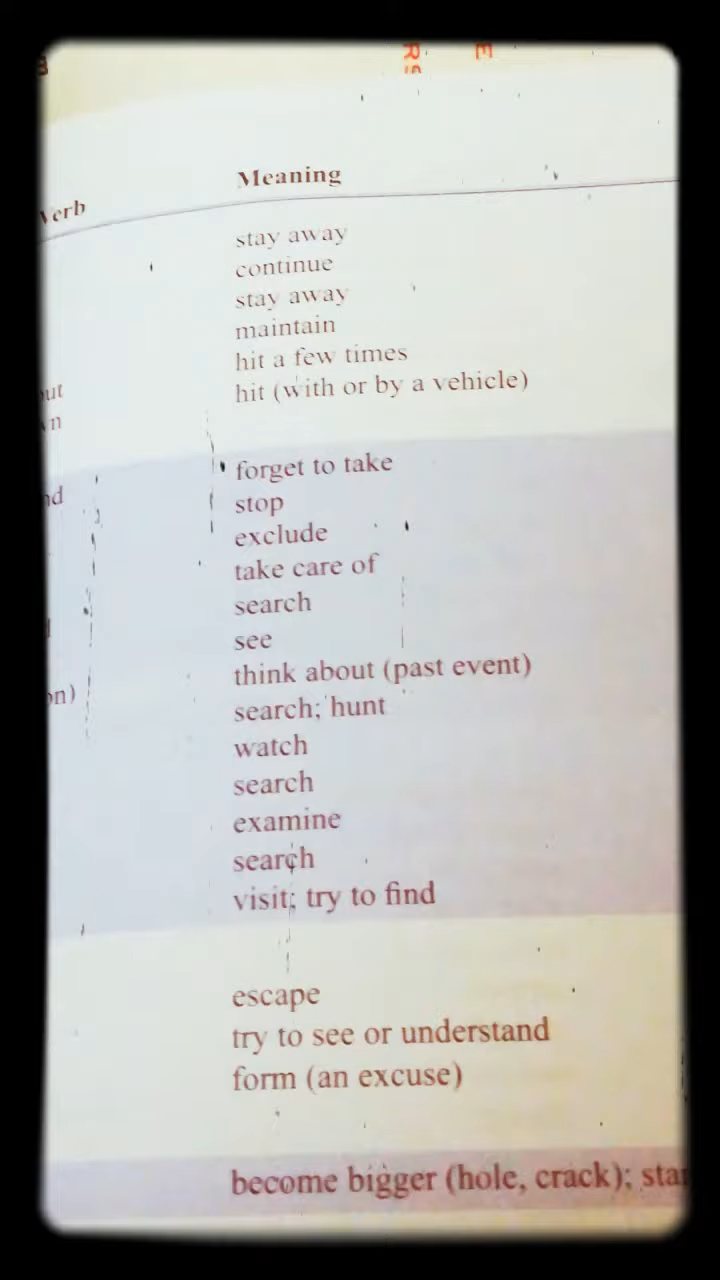 RS E
Verb Meaning
stay away
continue
stay away
maintain
hit a few times
hit (with or by a vehicle)
forget to take
stop
exclude
take care of
search
see
think about (past event)
search; hunt
watch
search
examine
search
visit; try to find
escape
try to see or understand
form (an excuse)
become bigger (hole, crack);